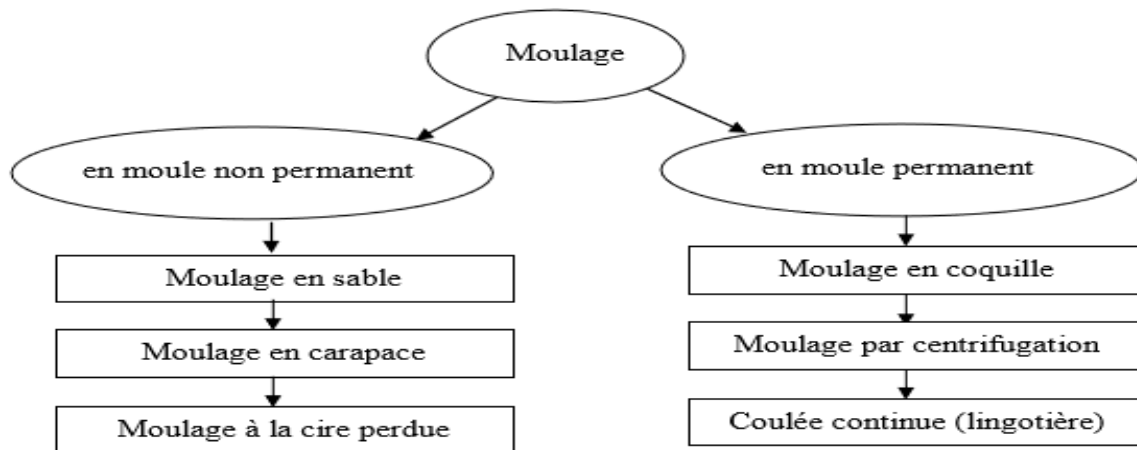 Moulage
en moule non permanent
en moule permanent
Moulage en sable
Moulage en carapace
Moulage à la cire perdue
Moulage en coquille
Moulage par centrifugation
Coulée continue (lingotière)